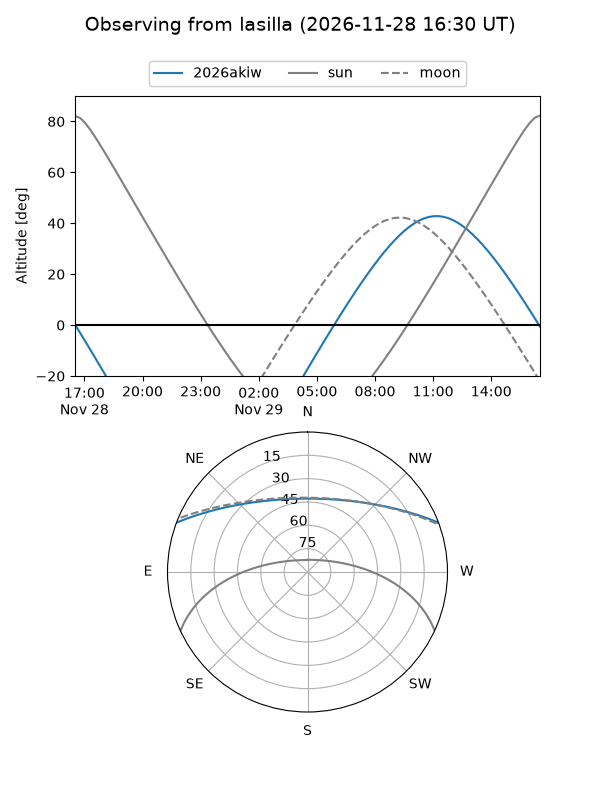 Observing from lasilla (2026-11-28 16:30 UT)
2026akiw sun moon
Altitude [deg]
80
60
40
20
0
−20
17:00 20:00 23:00 02:00 05:00 08:00 11:00 14:00
Nov 28 Nov 29
N
NE NW
15
30
45
60
75
E W
SE SW
S